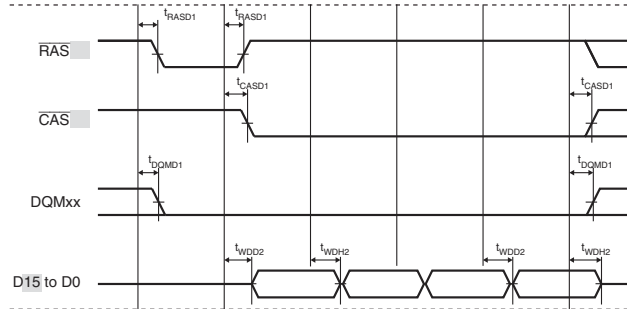 tRASD1 tRASD1
RAS
tCASD1 tCASD1
CAS
tDQMD1 tDQMD1
DQMxx
tWDD2 tWDH2 tWDD2 tWDH2
D15 to D0